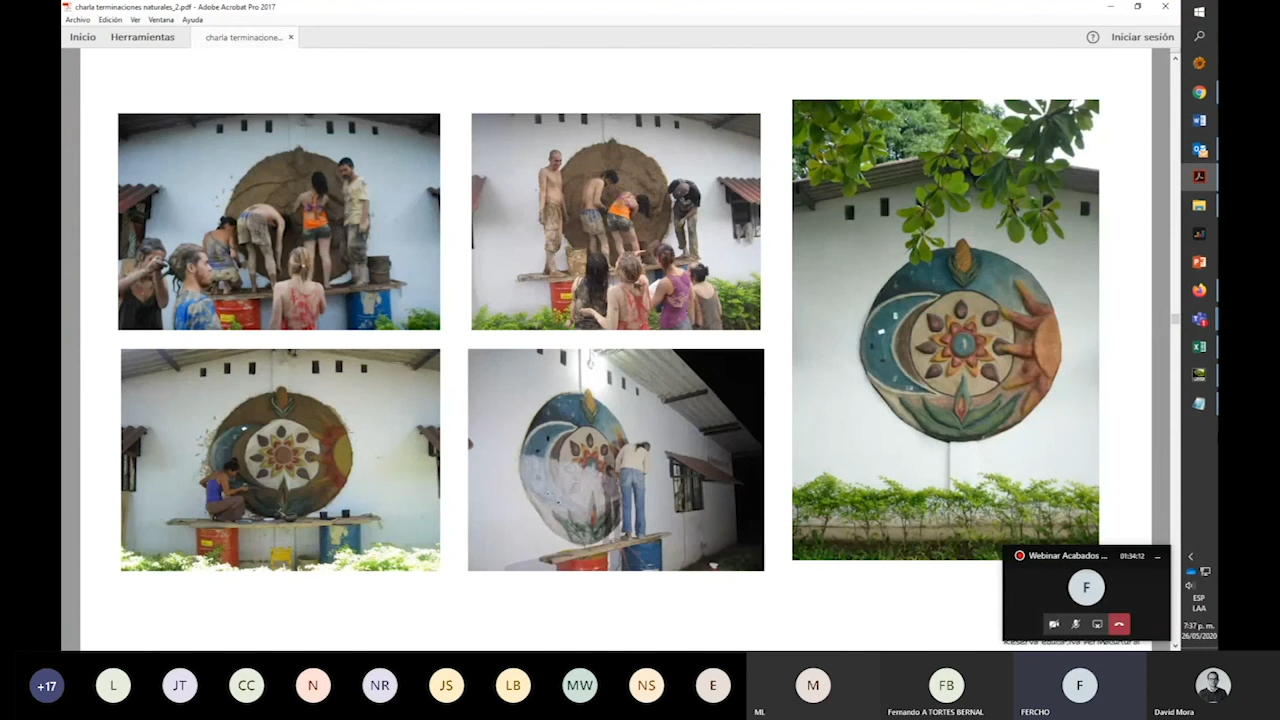 charla terminaciones naturales_2.pdf - Adobe Acrobat Pro 2017
Archivo Edición Ver Ventana Ayuda
Inicio Herramientas charla terminacione... × ? Iniciar sesión
Webinar Acabados ... 01:34:12
F
ESP
LAA
7:37 p. m.
26/05/2020
+17 L JT CC N NR JS LB MW NS E M FB F
ML Fernando A TORTES BERNAL FERCHO David Mora